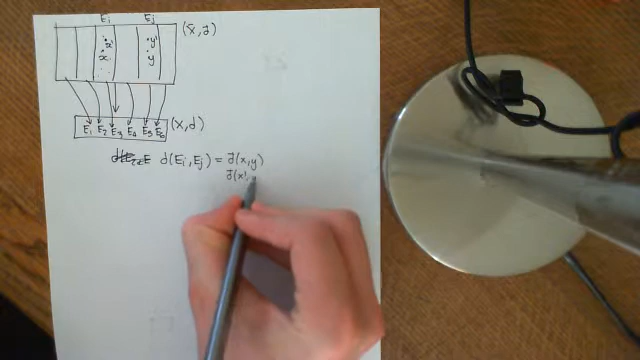 Ei Ej
(x̄, d̄)
x' y'
x y
E1 E2 E3 E4 E5 E6 (X, d)
d(Ei, Ej) = d̄(x, y)
d̄(x',